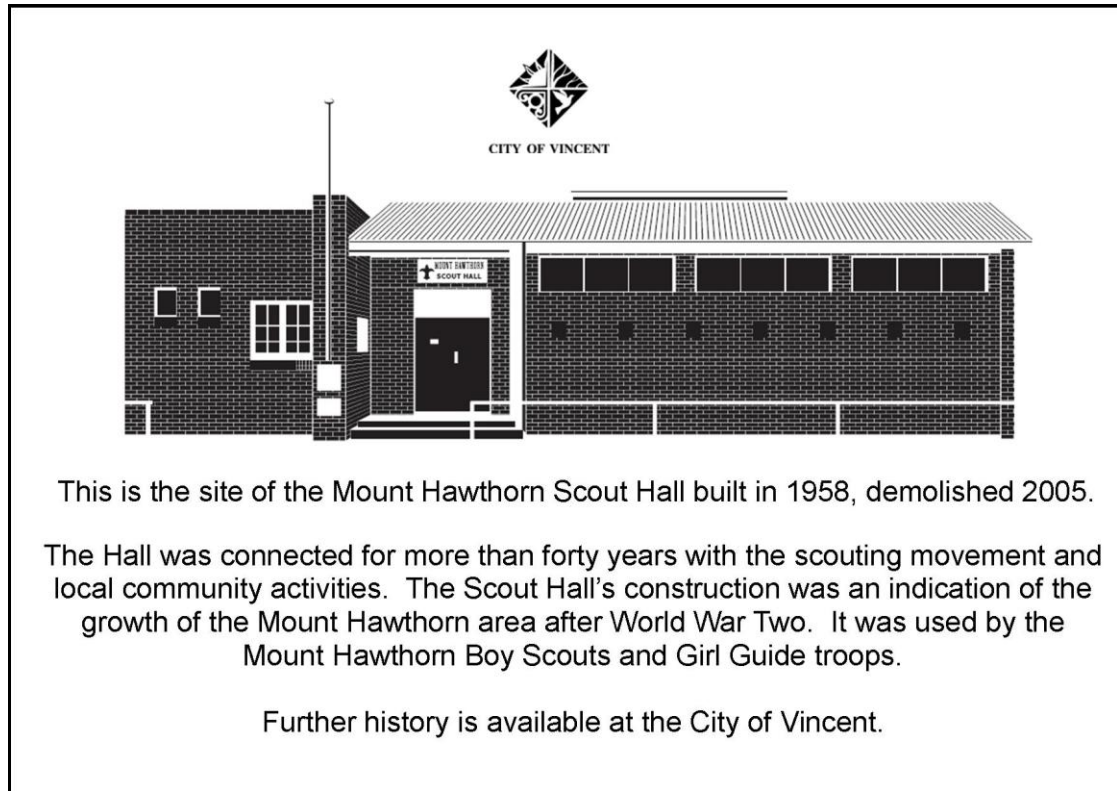 CITY OF VINCENT
MOUNT HAWTHORN
SCOUT HALL
This is the site of the Mount Hawthorn Scout Hall built in 1958, demolished 2005.
The Hall was connected for more than forty years with the scouting movement and
local community activities.  The Scout Hall's construction was an indication of the
growth of the Mount Hawthorn area after World War Two.  It was used by the
Mount Hawthorn Boy Scouts and Girl Guide troops.
Further history is available at the City of Vincent.